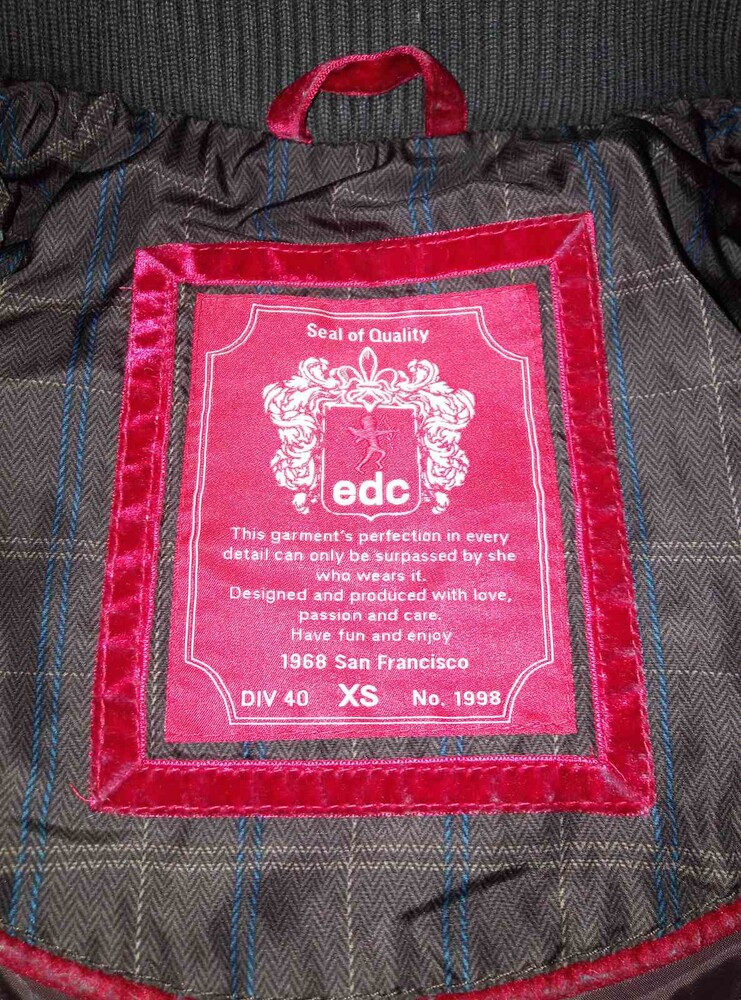 Seal of Quality
edc
This garment's perfection in every
detail can only be surpassed by she
who wears it.
Designed and produced with love,
passion and care.
Have fun and enjoy
1968 San Francisco
DIV 40 XS No. 1998